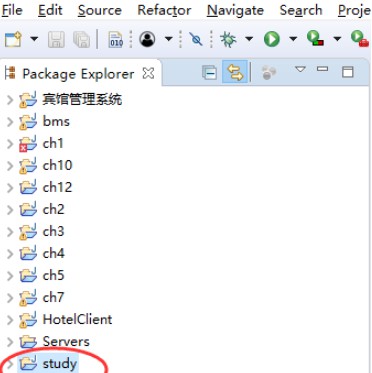 File Edit Source Refactor Navigate Search Proje
Package Explorer
宾馆管理系统
bms
ch1
ch10
ch12
ch2
ch3
ch4
ch5
ch7
HotelClient
Servers
study